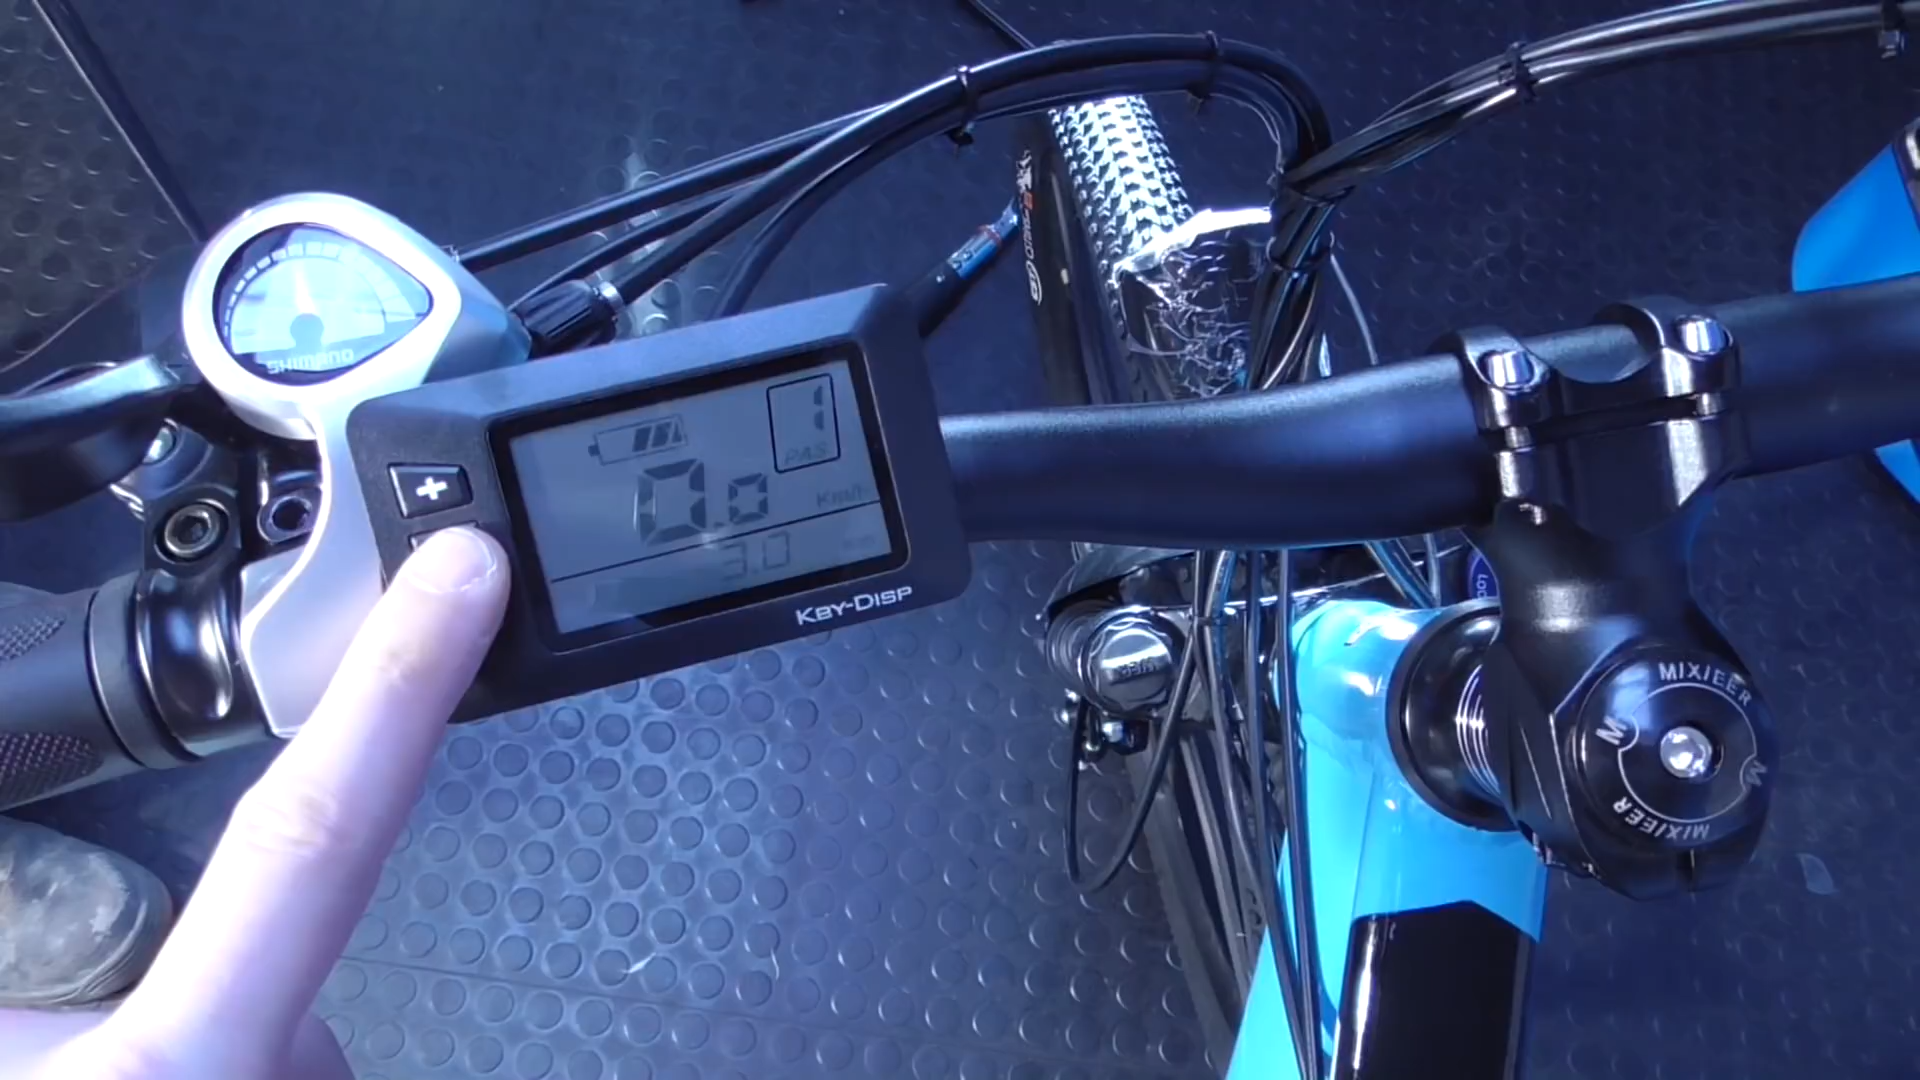 SHIMANO
1
PAS
0.0
Km/h
3.0
KEY-DISP
MIXIEER
M
M
MIXIEER